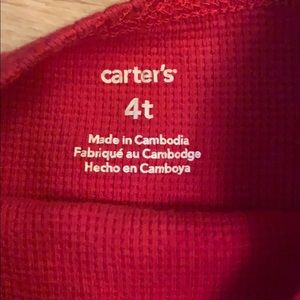 carter's®
4t
Made in Cambodia
Fabriqué au Cambodge
Hecho en Camboya